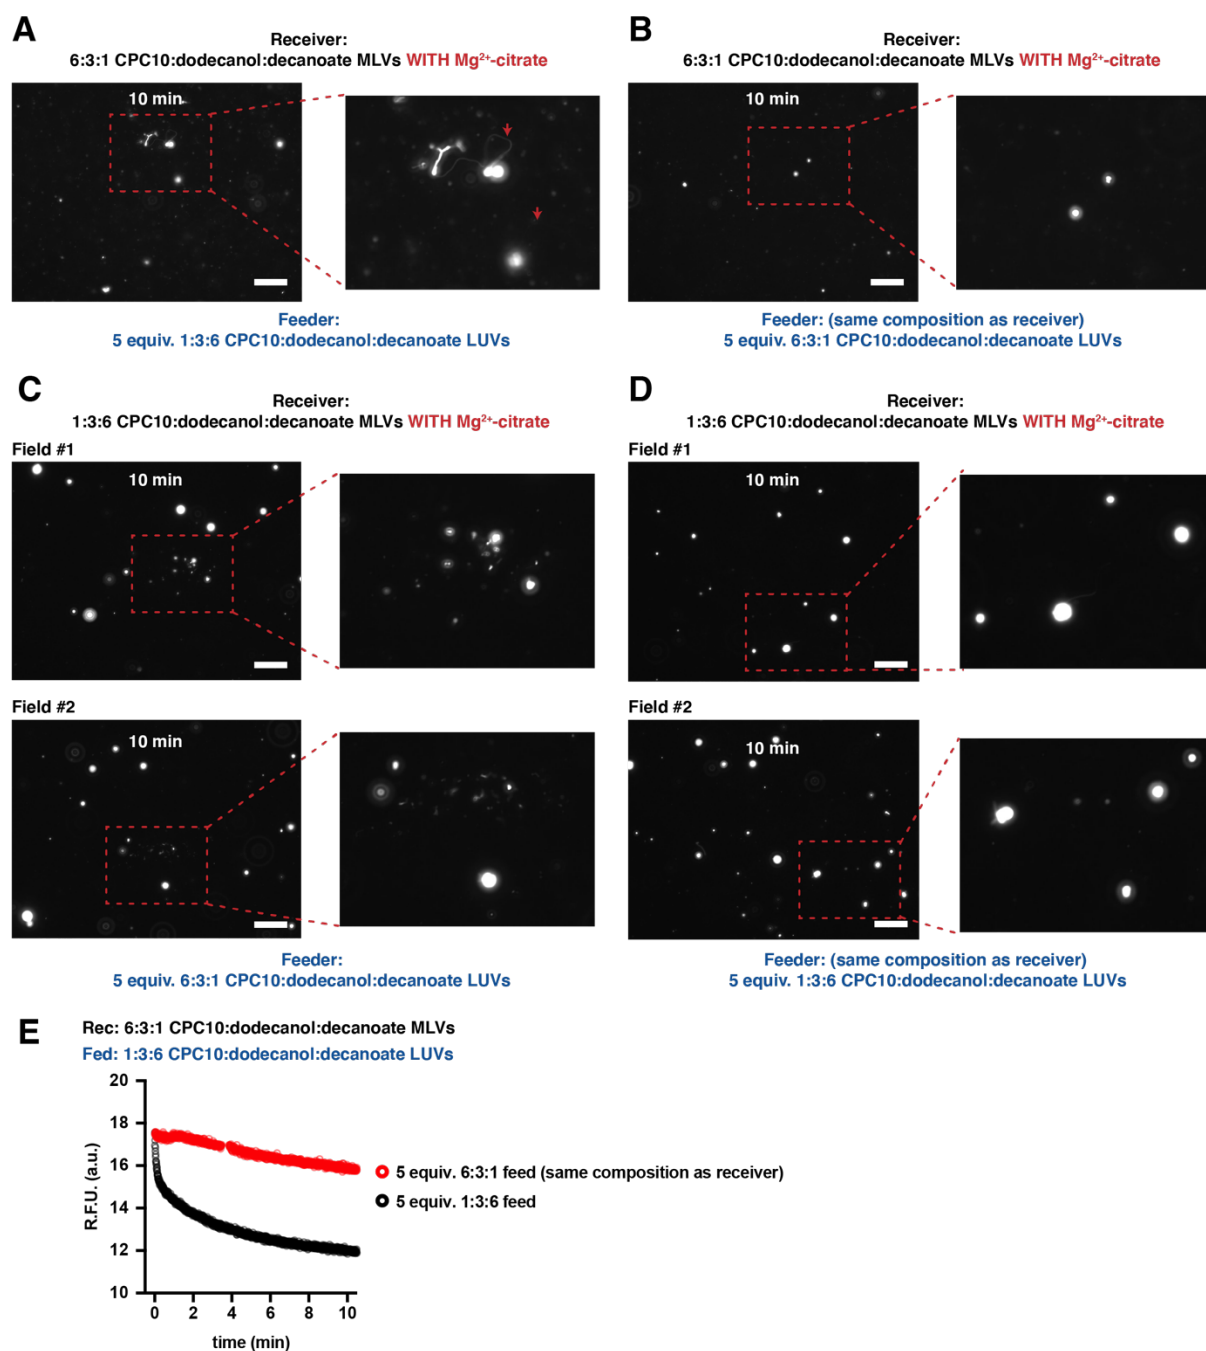 A
Receiver:
6:3:1 CPC10:dodecanol:decanoate MLVs WITH Mg²⁺-citrate
10 min
Feeder:
5 equiv. 1:3:6 CPC10:dodecanol:decanoate LUVs
B
Receiver:
6:3:1 CPC10:dodecanol:decanoate MLVs WITH Mg²⁺-citrate
10 min
Feeder: (same composition as receiver)
5 equiv. 6:3:1 CPC10:dodecanol:decanoate LUVs
C
Receiver:
1:3:6 CPC10:dodecanol:decanoate MLVs WITH Mg²⁺-citrate
Field #1
10 min
Field #2
10 min
Feeder:
5 equiv. 6:3:1 CPC10:dodecanol:decanoate LUVs
D
Receiver:
1:3:6 CPC10:dodecanol:decanoate MLVs WITH Mg²⁺-citrate
Field #1
10 min
Field #2
10 min
Feeder: (same composition as receiver)
5 equiv. 1:3:6 CPC10:dodecanol:decanoate LUVs
E
Rec: 6:3:1 CPC10:dodecanol:decanoate MLVs
Fed: 1:3:6 CPC10:dodecanol:decanoate LUVs
R.F.U. (a.u.)
20
18
16
14
12
10
0 2 4 6 8 10
time (min)
5 equiv. 6:3:1 feed (same composition as receiver)
5 equiv. 1:3:6 feed